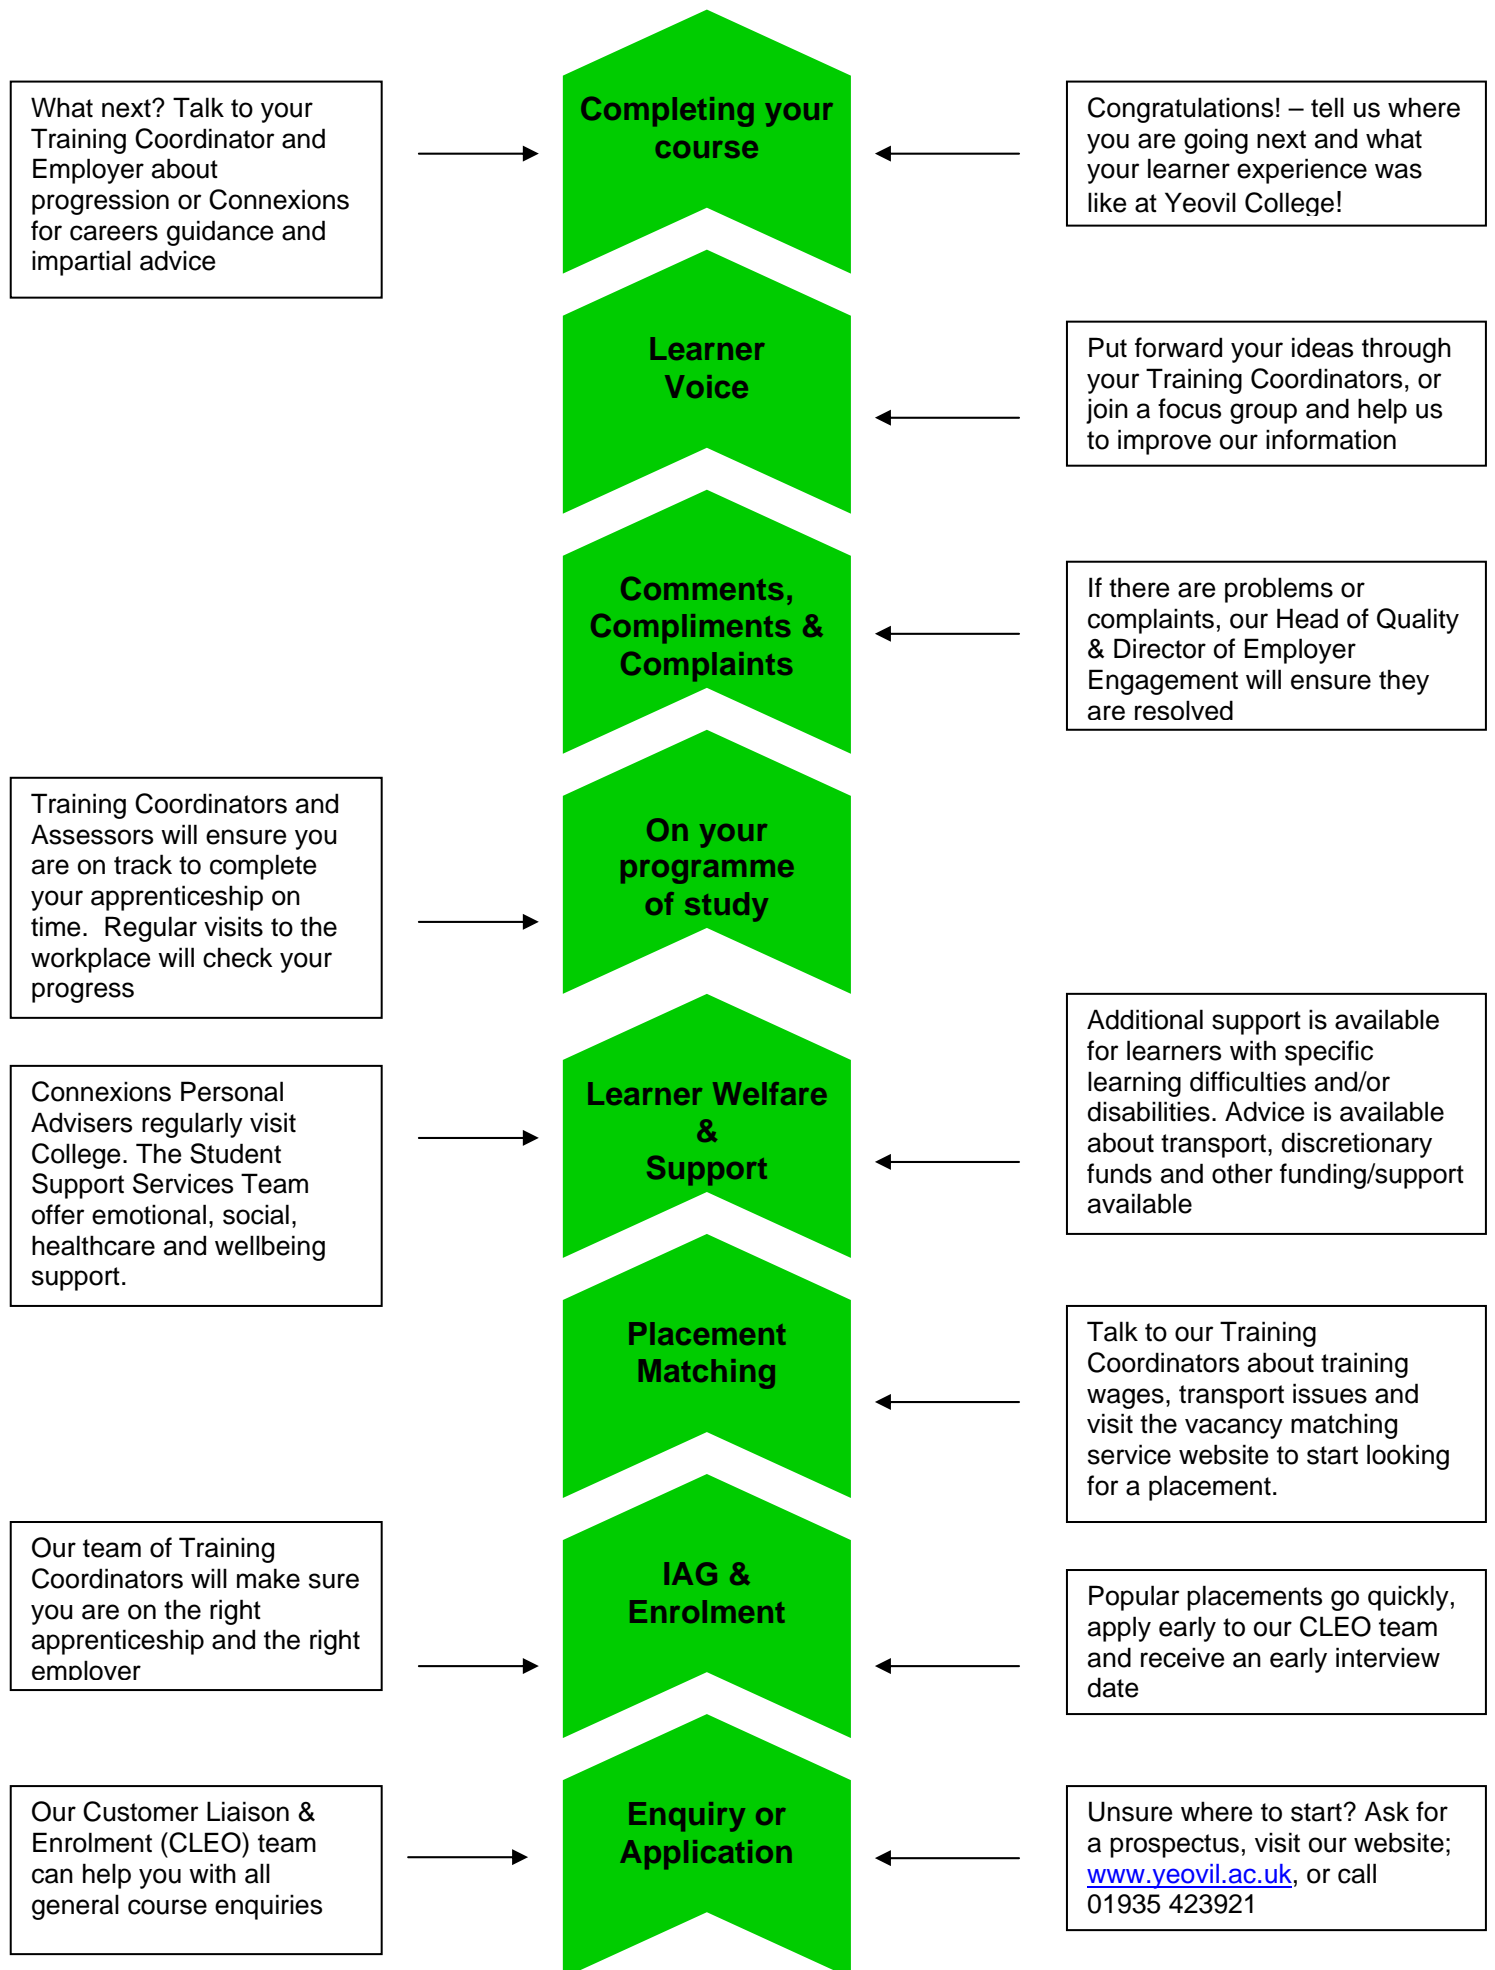 What next? Talk to your
Training Coordinator and
Employer about
progression or Connexions
for careers guidance and
impartial advice
Completing your
course
Congratulations! – tell us where
you are going next and what
your learner experience was
like at Yeovil College!
Learner
Voice
Put forward your ideas through
your Training Coordinators, or
join a focus group and help us
to improve our information
Comments,
Compliments &
Complaints
If there are problems or
complaints, our Head of Quality
& Director of Employer
Engagement will ensure they
are resolved
Training Coordinators and
Assessors will ensure you
are on track to complete
your apprenticeship on
time.  Regular visits to the
workplace will check your
progress
On your
programme
of study
Connexions Personal
Advisers regularly visit
College. The Student
Support Services Team
offer emotional, social,
healthcare and wellbeing
support.
Learner Welfare
&
Support
Additional support is available
for learners with specific
learning difficulties and/or
disabilities. Advice is available
about transport, discretionary
funds and other funding/support
available
Placement
Matching
Talk to our Training
Coordinators about training
wages, transport issues and
visit the vacancy matching
service website to start looking
for a placement.
Our team of Training
Coordinators will make sure
you are on the right
apprenticeship and the right
employer
IAG &
Enrolment
Popular placements go quickly,
apply early to our CLEO team
and receive an early interview
date
Our Customer Liaison &
Enrolment (CLEO) team
can help you with all
general course enquiries
Enquiry or
Application
Unsure where to start? Ask for
a prospectus, visit our website;
www.yeovil.ac.uk, or call
01935 423921